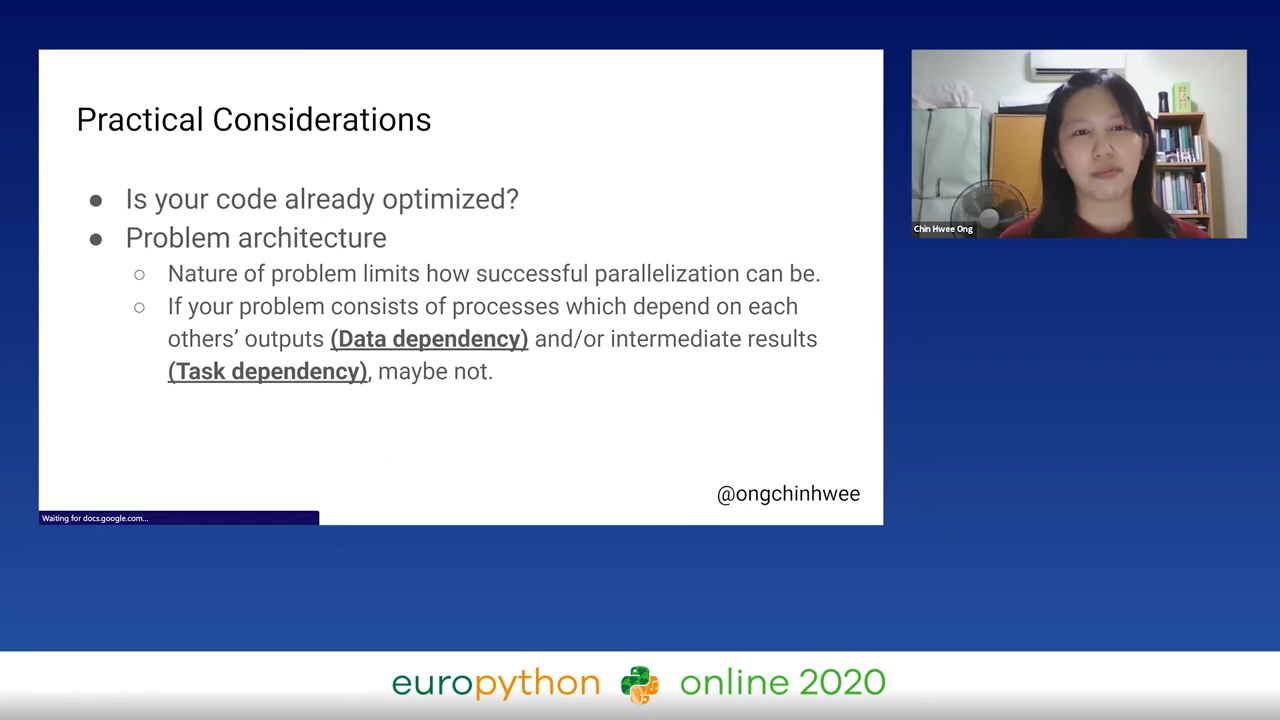 Practical Considerations
● Is your code already optimized?
● Problem architecture
○ Nature of problem limits how successful parallelization can be.
○ If your problem consists of processes which depend on each
others’ outputs (Data dependency) and/or intermediate results
(Task dependency), maybe not.
@ongchinhwee
Waiting for docs.google.com...
Chin Hwee Ong
europython online 2020